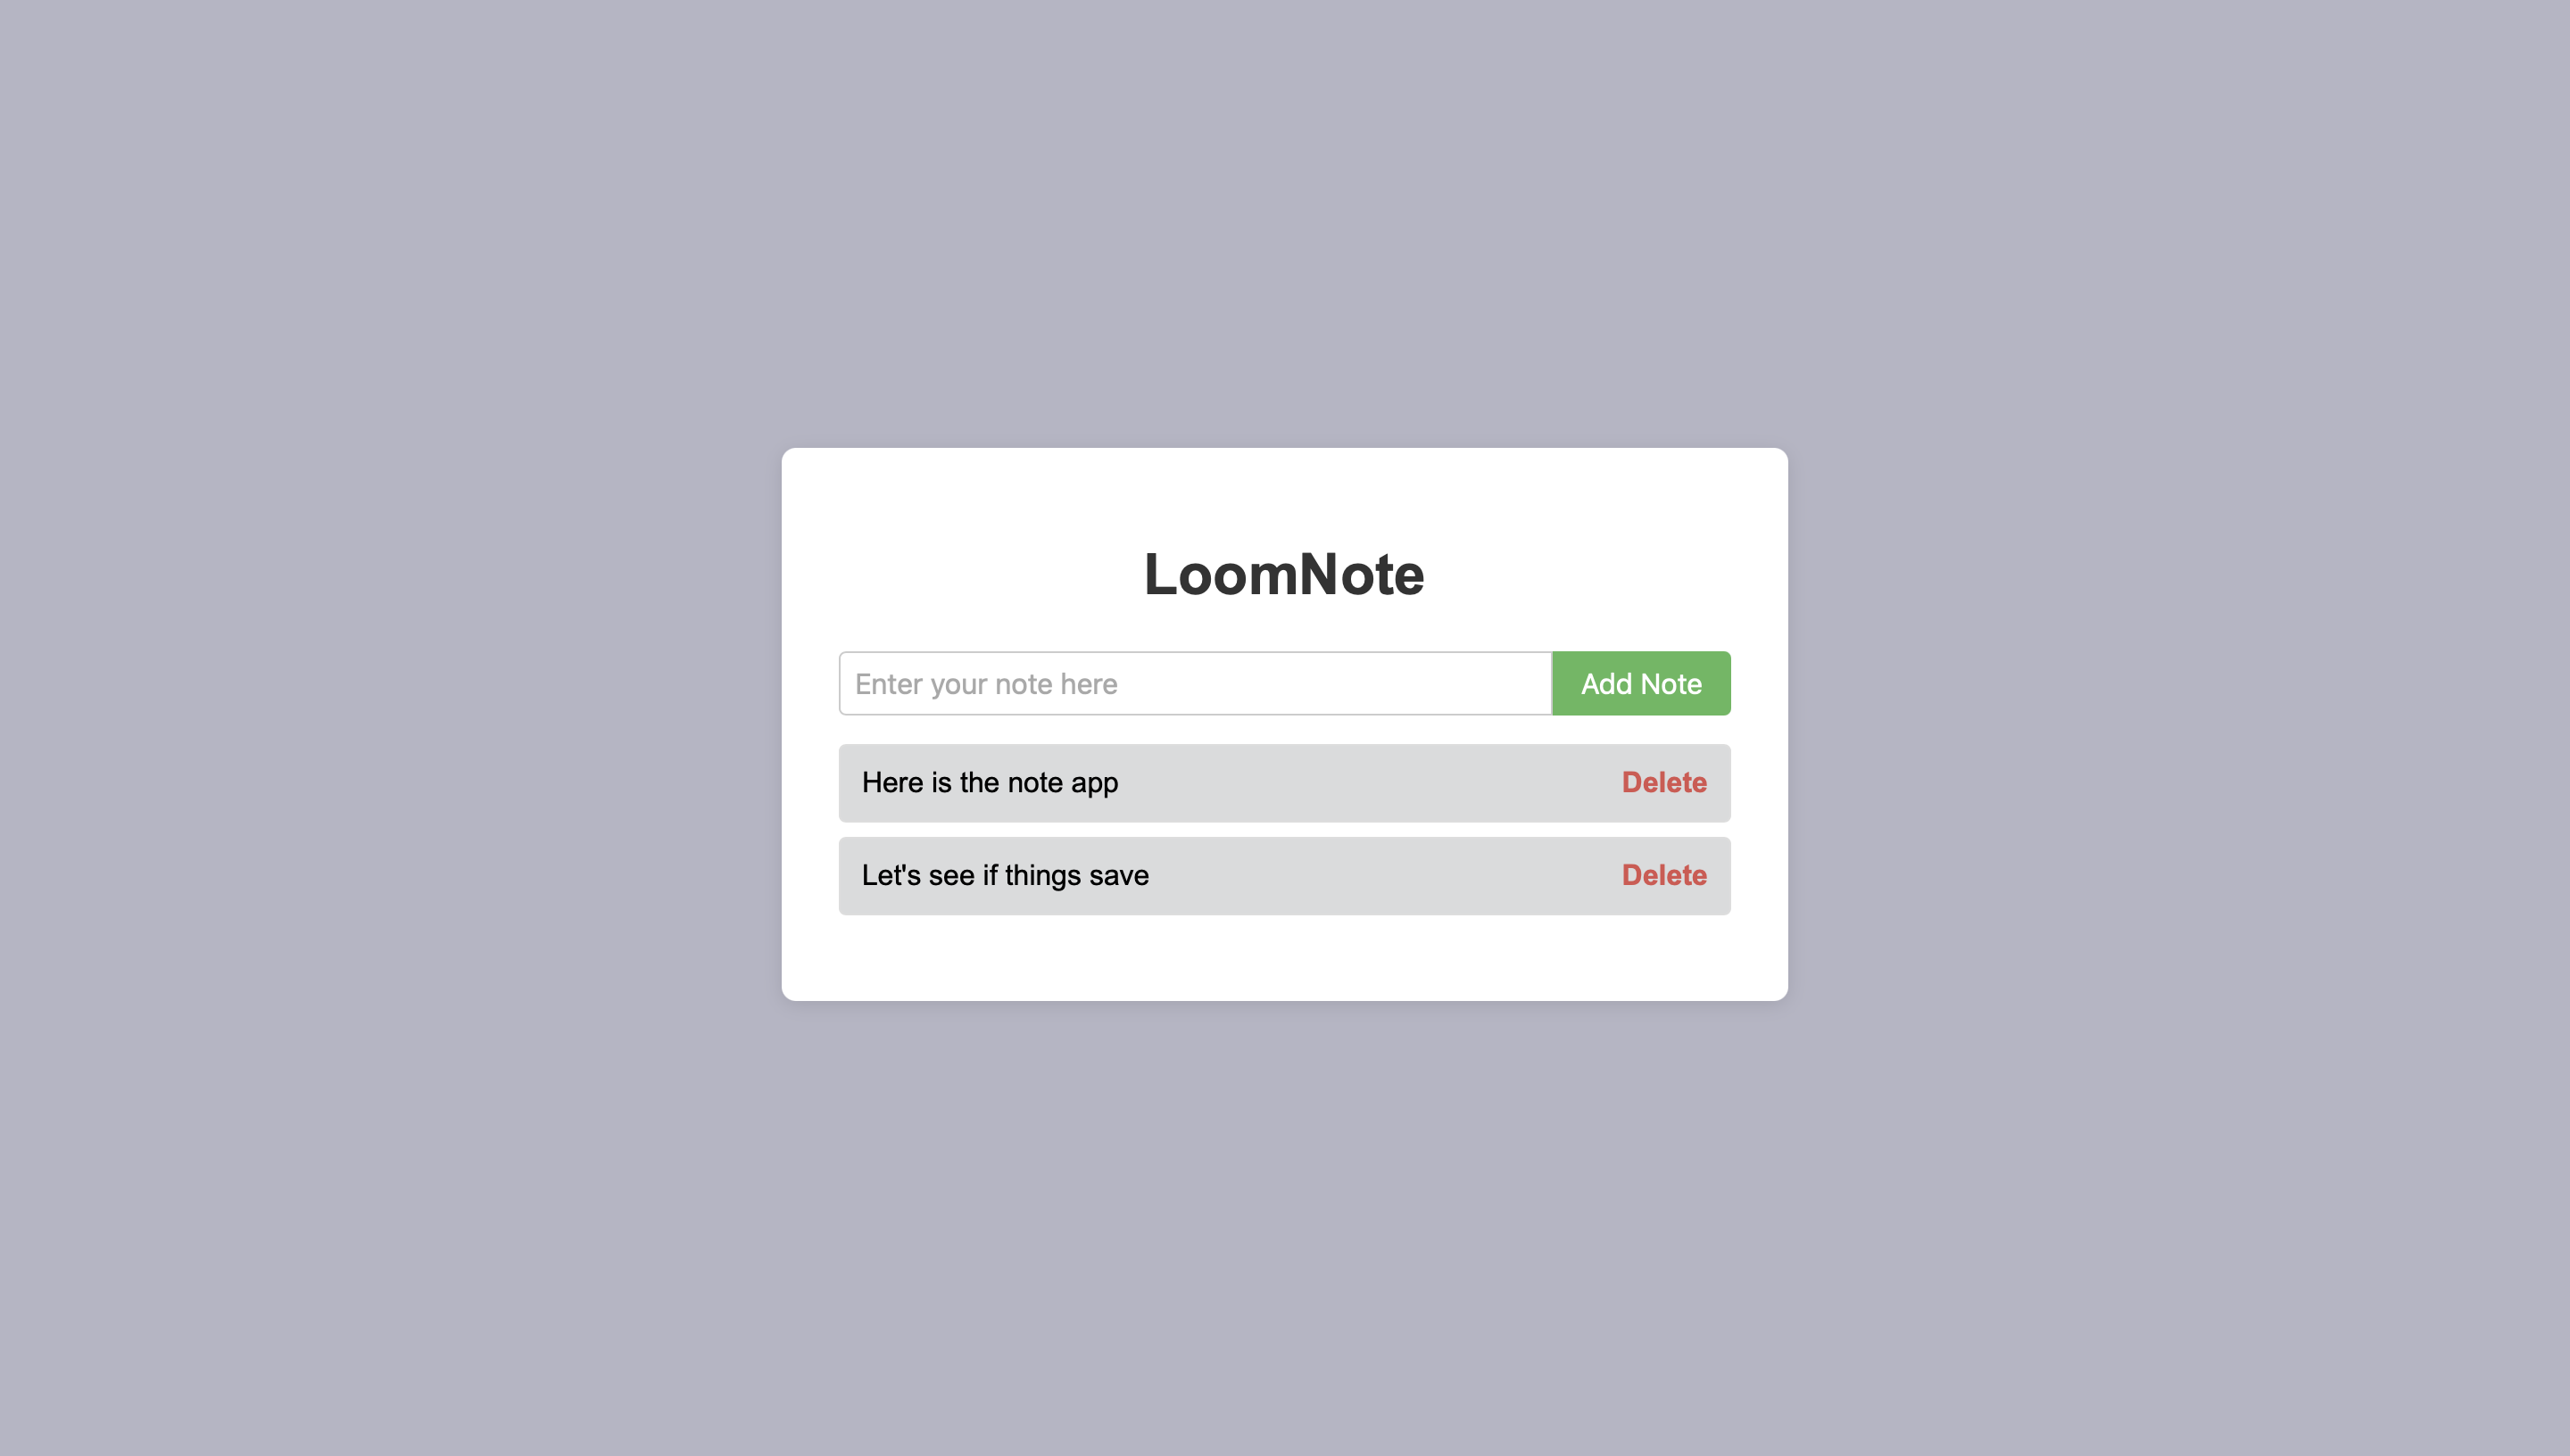 LoomNote
Enter your note here
Add Note
Here is the note app
Delete
Let's see if things save
Delete